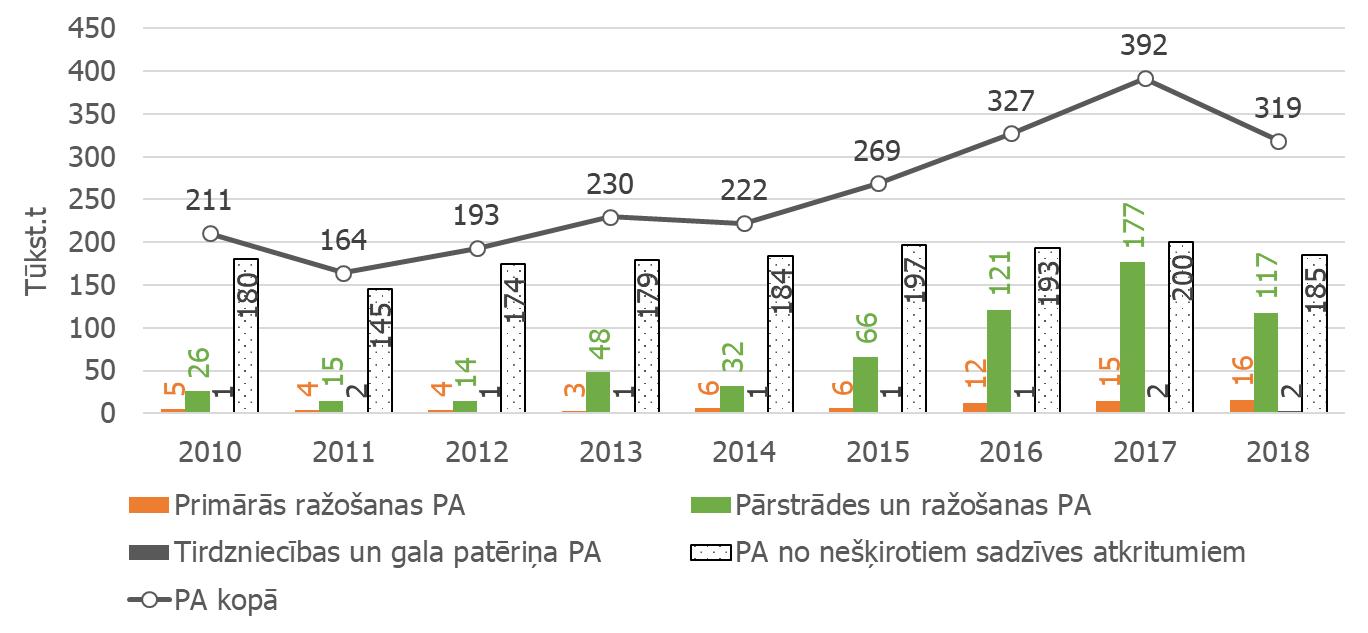 450
400
350
300
250
200
150
100
50
0
Tūkst.t
211
164
193
230
222
269
327
392
319
5 26 1 180
4 15 2 145
4 14 1 174
3 48 1 179
6 32 1 184
6 66 1 197
12 121 1 193
15 177 2 200
16 117 2 185
2010 2011 2012 2013 2014 2015 2016 2017 2018
Primārās ražošanas PA
Pārstrādes un ražošanas PA
Tirdzniecības un gala patēriņa PA
PA no nešķirotiem sadzīves atkritumiem
PA kopā